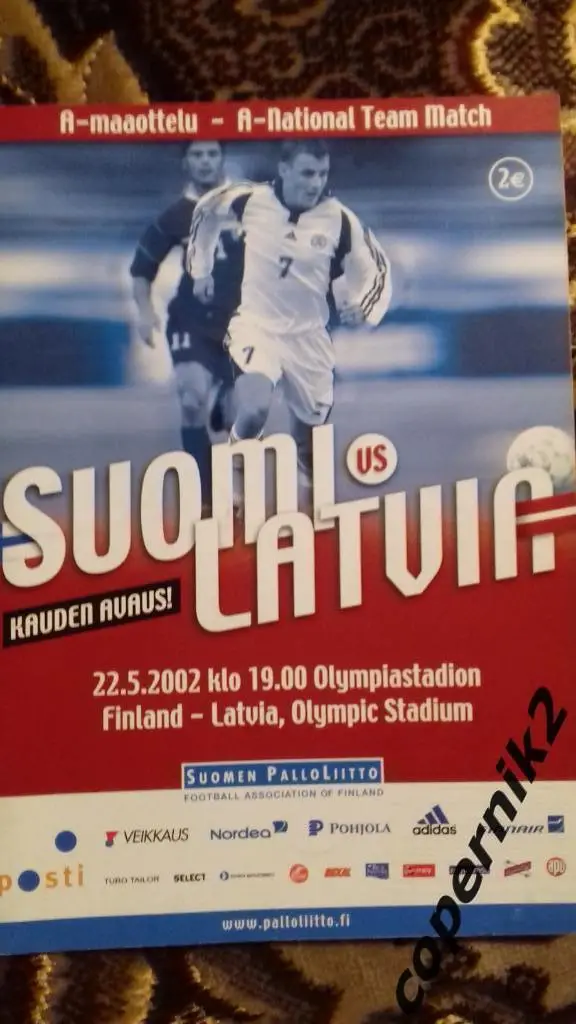 A-maaottelu - A-National Team Match
2€
7
11
7
SUOMI
VS
LATVIA
KAUDEN AVAUS!
22.5.2002 klo 19.00 Olympiastadion
Finland - Latvia, Olympic Stadium
SUOMEN PALLOLIITTO
FOOTBALL ASSOCIATION OF FINLAND
VEIKKAUS Nordea POHJOLA adidas FINNAIR
posti TURO TAILOR SELECT
www.palloliitto.fi
copernik2